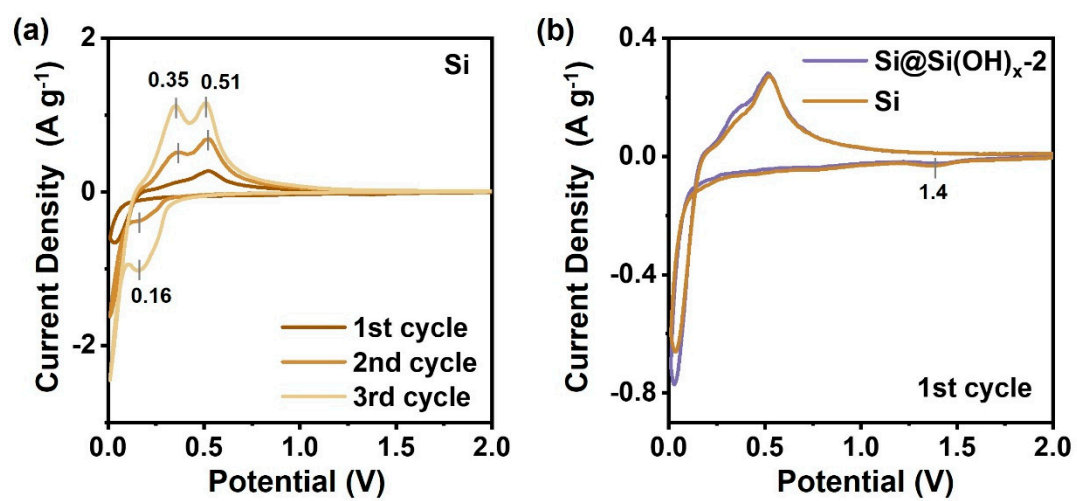 (a)
2
0
-2
Current Density (A g⁻¹)
Si
0.35
0.51
0.16
1st cycle
2nd cycle
3rd cycle
0.0
0.5
1.0
1.5
2.0
Potential (V)
(b)
0.4
0.0
-0.4
-0.8
Current Density (A g⁻¹)
Si@Si(OH)ₓ-2
Si
1.4
1st cycle
0.0
0.5
1.0
1.5
2.0
Potential (V)